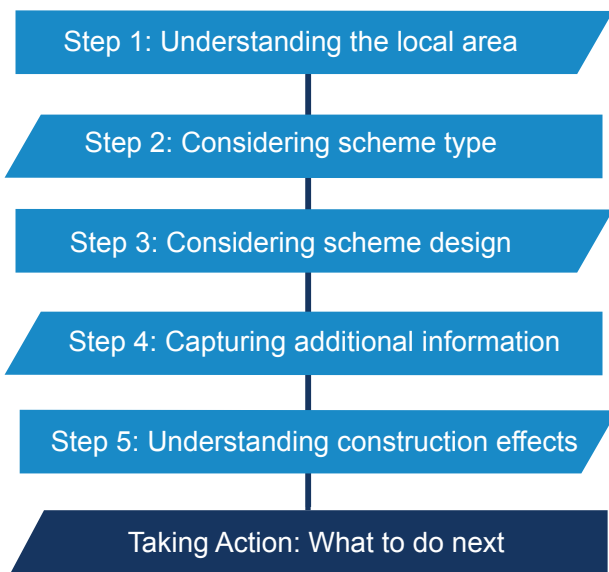 Step 1: Understanding the local area
Step 2: Considering scheme type
Step 3: Considering scheme design
Step 4: Capturing additional information
Step 5: Understanding construction effects
Taking Action: What to do next